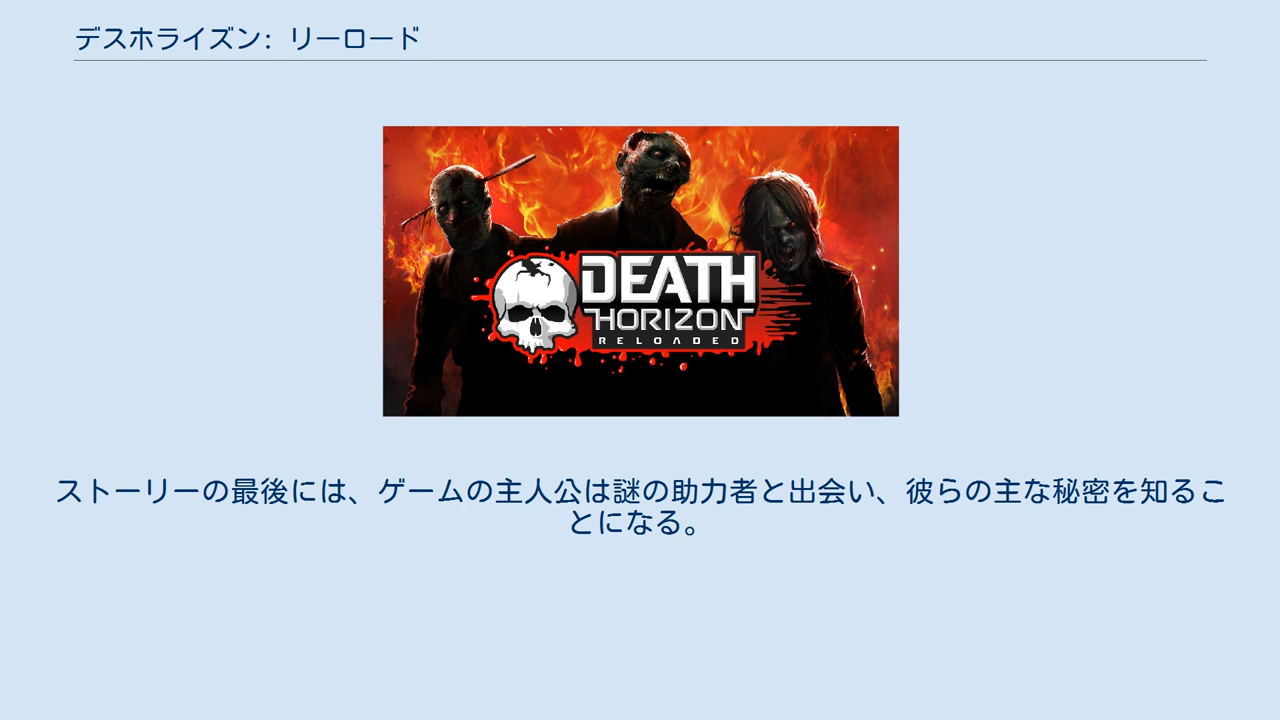 デスホライズン: リーロード
DEATH
HORIZON
RELOADED
ストーリーの最後には、ゲームの主人公は謎の助力者と出会い、彼らの主な秘密を知るこ
とになる。